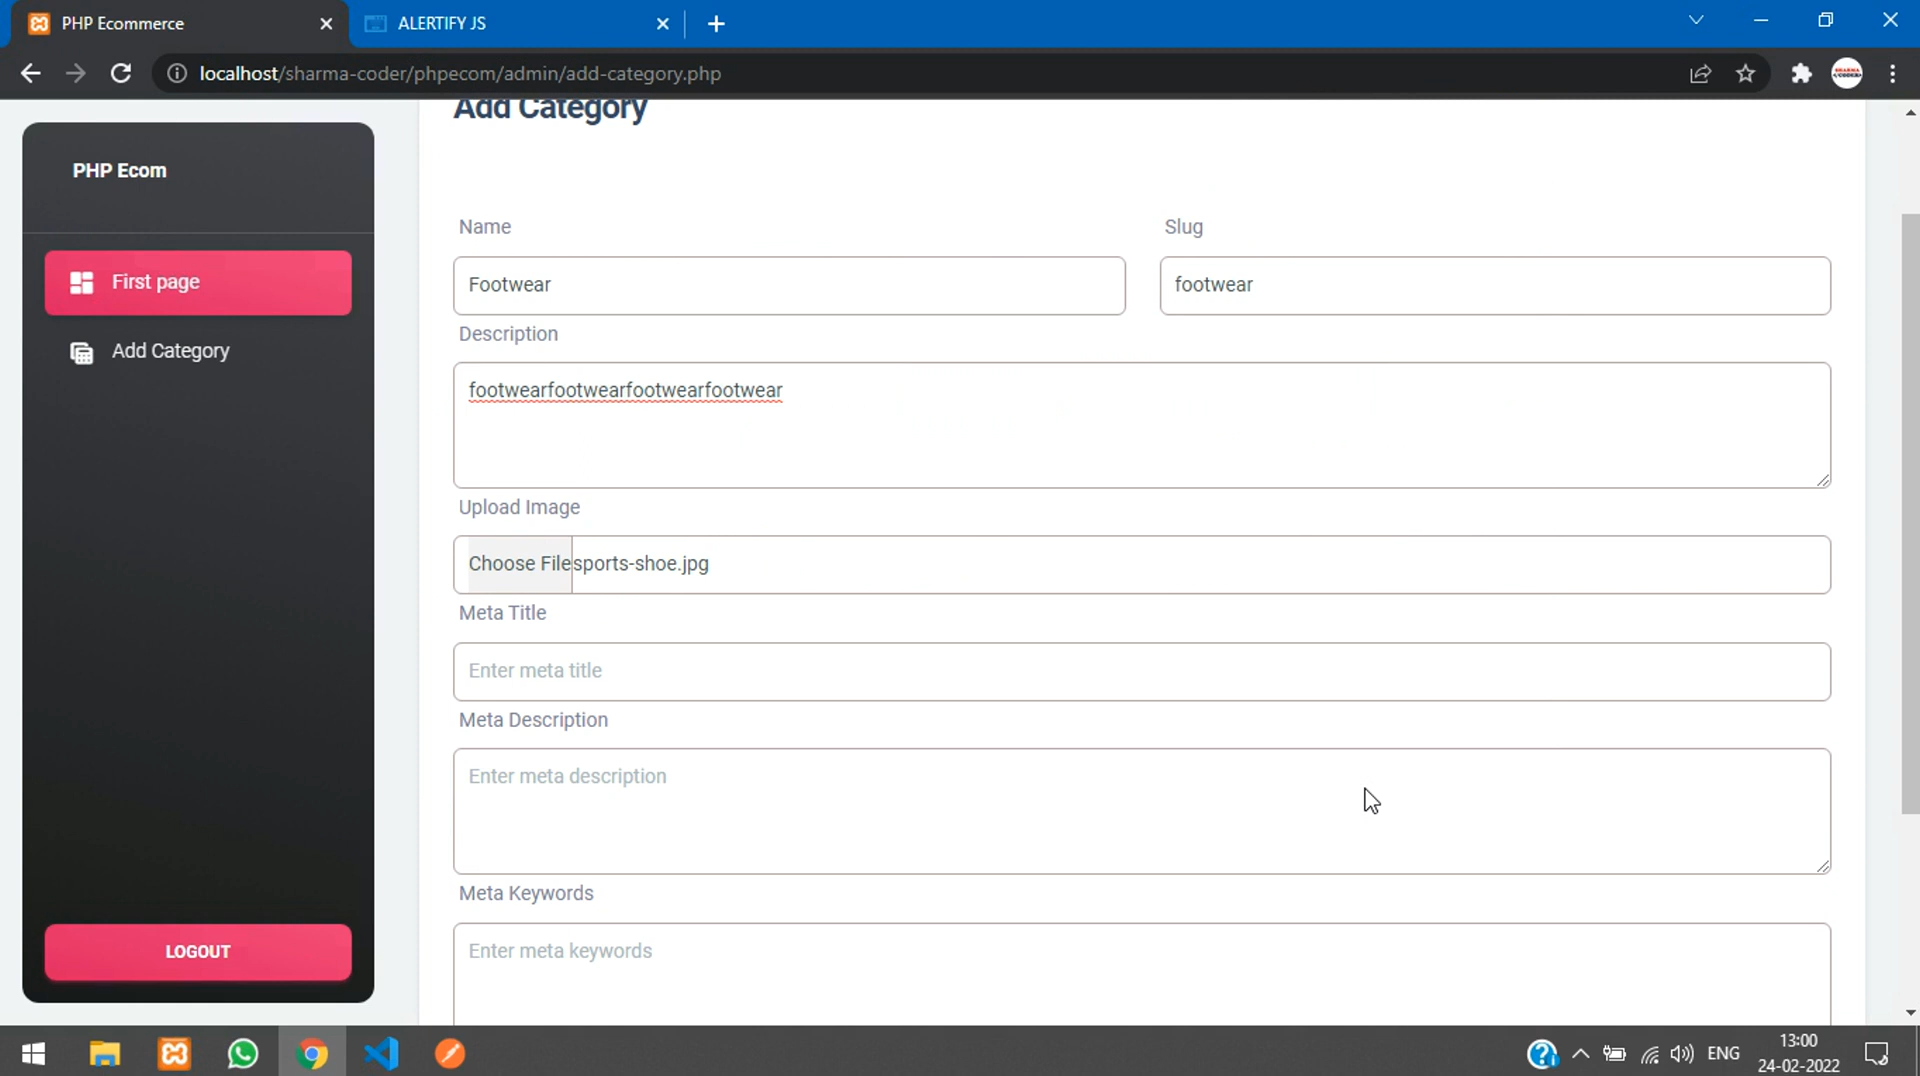 PHP Ecommerce
ALERTIFY JS
localhost/sharma-coder/phpecom/admin/add-category.php
Add Category
PHP Ecom
First page
Add Category
LOGOUT
Name
Slug
Footwear
footwear
Description
footwearfootwearfootwearfootwear
Upload Image
Choose File sports-shoe.jpg
Meta Title
Enter meta title
Meta Description
Enter meta description
Meta Keywords
Enter meta keywords
ENG
13:00
24-02-2022